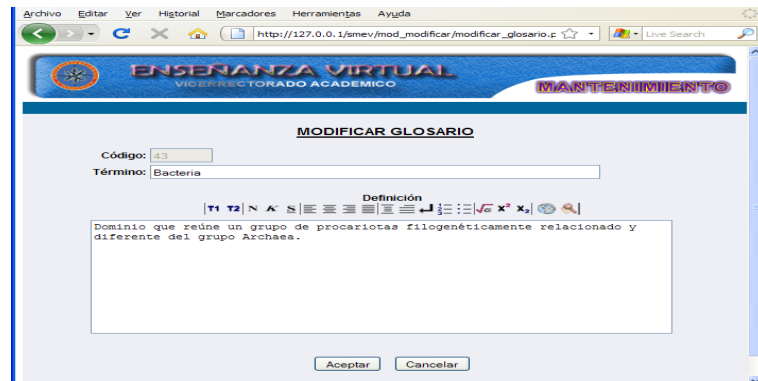 Archivo Editar Ver Historial Marcadores Herramientas Ayuda
http://127.0.0.1/smev/mod_modificar/modificar_glosario.p Live Search
ENSEÑANZA VIRTUAL
VICERRECTORADO ACADEMICO
MANTENIMIENTO
MODIFICAR GLOSARIO
Código: 43
Término: Bacteria
Definición
T1 T2 N K S √a x² x₂
Dominio que reúne un grupo de procariotas filogenéticamente relacionado y
diferente del grupo Archaea.
Aceptar Cancelar